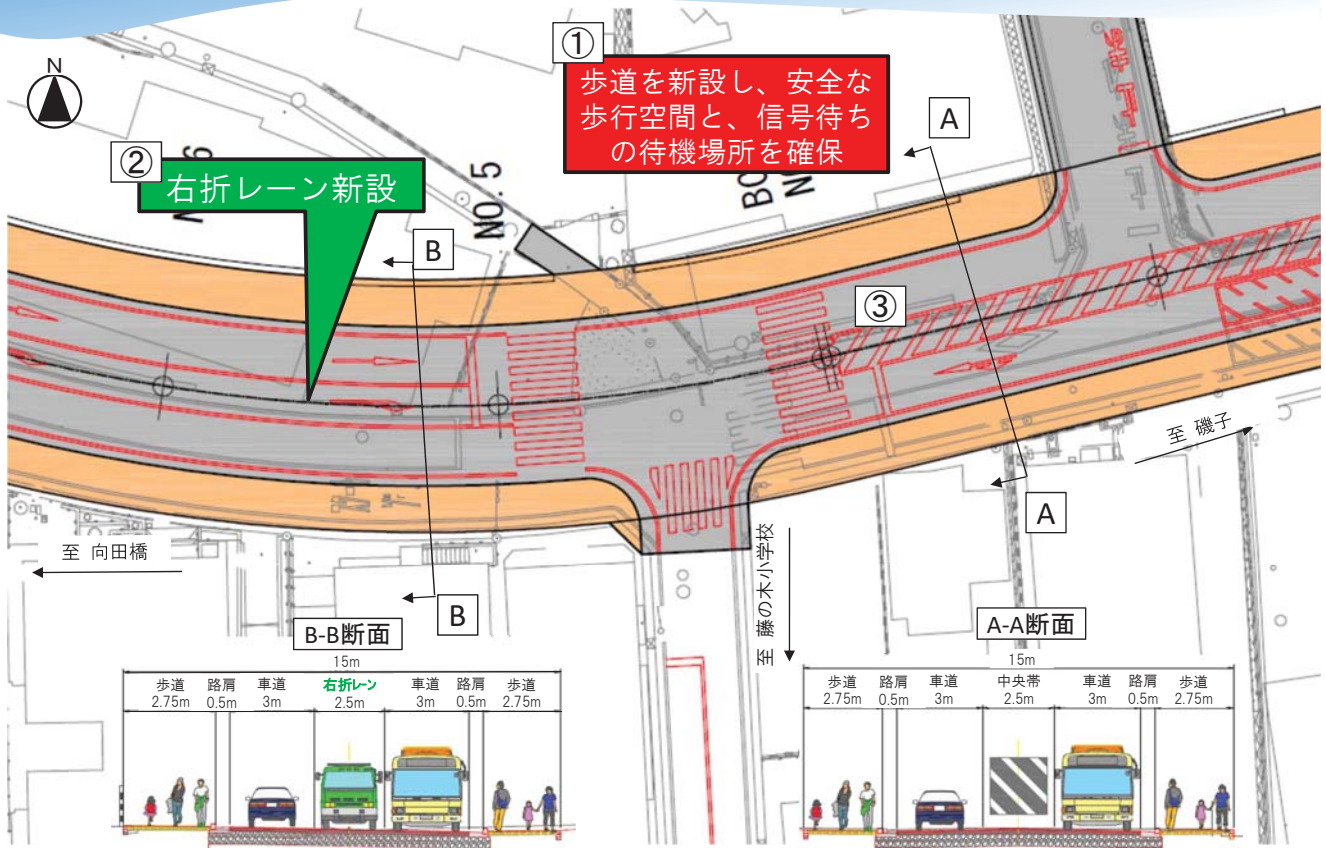 N
①
歩道を新設し、安全な
歩行空間と、信号待ち
の待機場所を確保
②
右折レーン新設
6
NO.5
BO
A
B
③
至 磯子
A
至 向田橋
B
至 藤の木小学校
B-B断面
15m
歩道 路肩 車道 右折レーン 車道 路肩 歩道
2.75m 0.5m 3m 2.5m 3m 0.5m 2.75m
A-A断面
15m
歩道 路肩 車道 中央帯 車道 路肩 歩道
2.75m 0.5m 3m 2.5m 3m 0.5m 2.75m